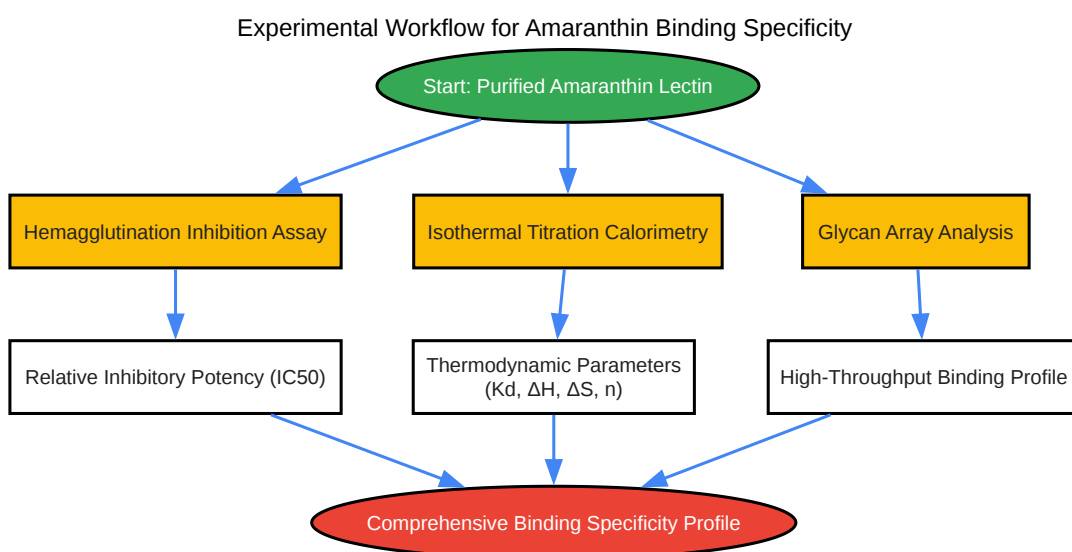 Experimental Workflow for Amaranthin Binding Specificity
Start: Purified Amaranthin Lectin
Hemagglutination Inhibition Assay
Isothermal Titration Calorimetry
Glycan Array Analysis
Relative Inhibitory Potency (IC50)
Thermodynamic Parameters
(Kd, ΔH, ΔS, n)
High-Throughput Binding Profile
Comprehensive Binding Specificity Profile